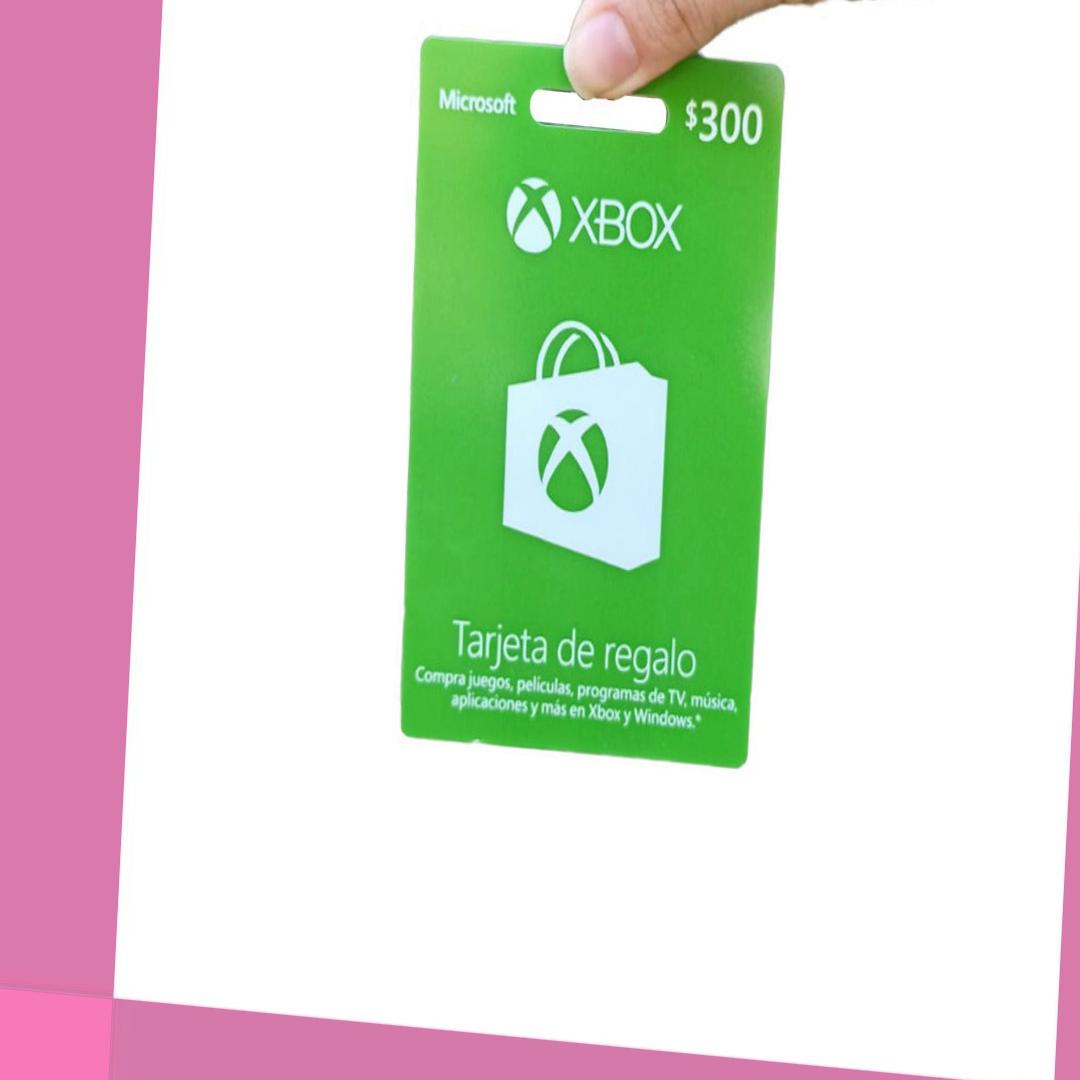 Microsoft
$300
XBOX
Tarjeta de regalo
Compra juegos, películas, programas de TV, música,
aplicaciones y más en Xbox y Windows.*